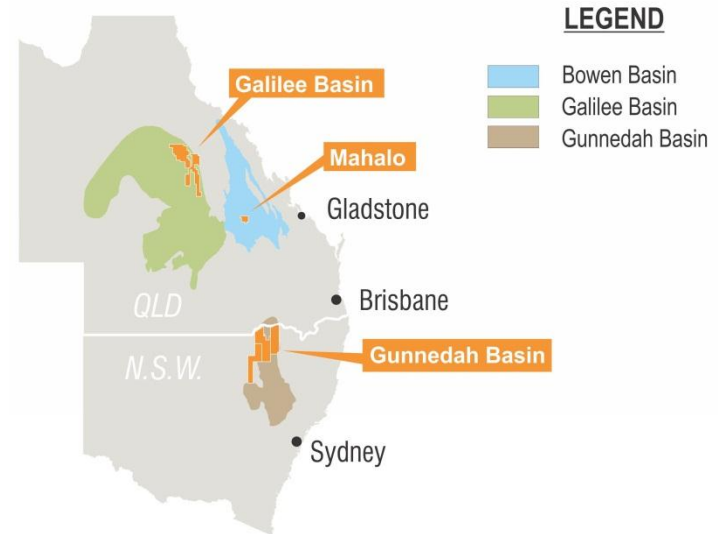 LEGEND
Bowen Basin
Galilee Basin
Gunnedah Basin
Galilee Basin
Mahalo
Gladstone
Brisbane
QLD
N.S.W.
Gunnedah Basin
Sydney